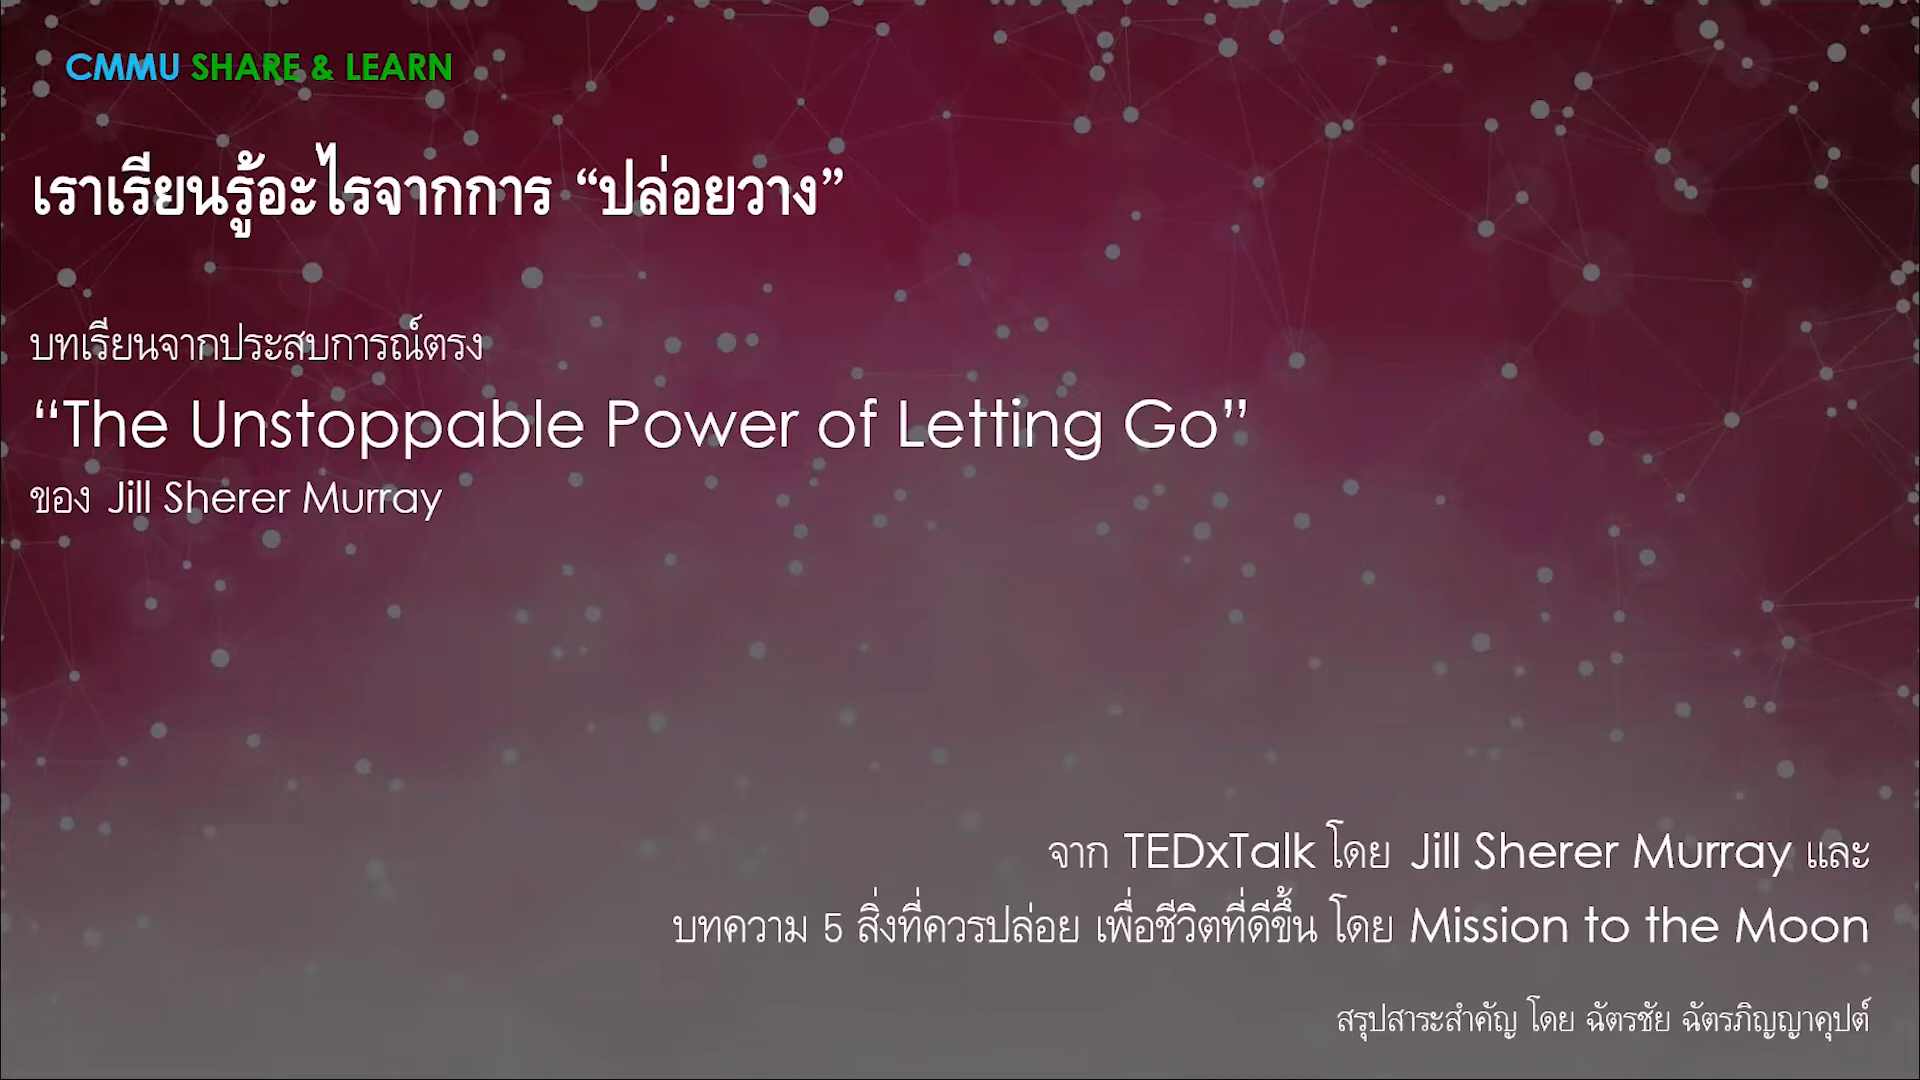 CMMU SHARE & LEARN
เราเรียนรู้อะไรจากการ “ปล่อยวาง”
บทเรียนจากประสบการณ์ตรง
“The Unstoppable Power of Letting Go”
ของ Jill Sherer Murray
จาก TEDxTalk โดย Jill Sherer Murray และ
บทความ 5 สิ่งที่ควรปล่อย เพื่อชีวิตที่ดีขึ้น โดย Mission to the Moon
สรุปสาระสำคัญ โดย ฉัตรชัย ฉัตรภิญญาคุปต์